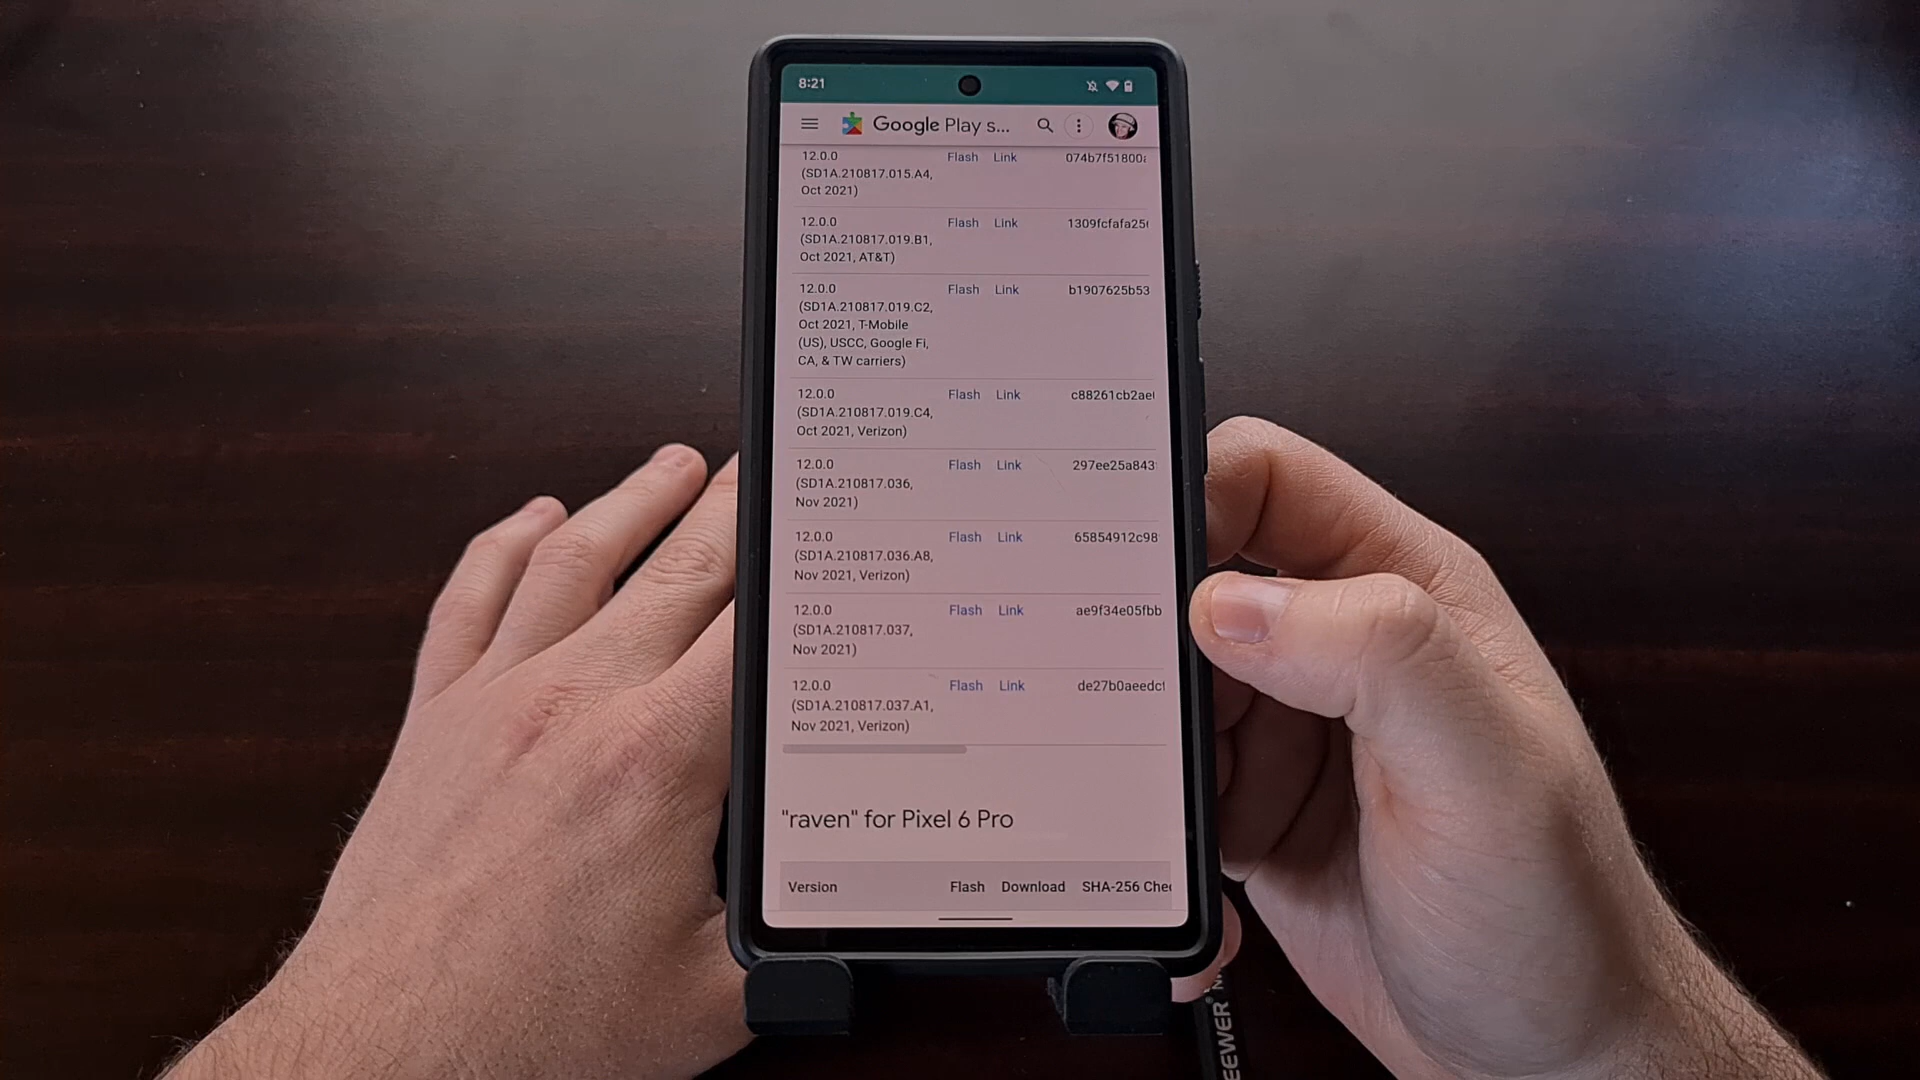 8:21
Google Play s...
12.0.0 Flash Link 074b7f51800
(SD1A.210817.015.A4,
Oct 2021)
12.0.0 Flash Link 1309fcfafa25
(SD1A.210817.019.B1,
Oct 2021, AT&T)
12.0.0 Flash Link b1907625b53
(SD1A.210817.019.C2,
Oct 2021, T-Mobile
(US), USCC, Google Fi,
CA, & TW carriers)
12.0.0 Flash Link c88261cb2ae
(SD1A.210817.019.C4,
Oct 2021, Verizon)
12.0.0 Flash Link 297ee25a843
(SD1A.210817.036,
Nov 2021)
12.0.0 Flash Link 65854912c98
(SD1A.210817.036.A8,
Nov 2021, Verizon)
12.0.0 Flash Link ae9f34e05fbb
(SD1A.210817.037,
Nov 2021)
12.0.0 Flash Link de27b0aeedc
(SD1A.210817.037.A1,
Nov 2021, Verizon)
"raven" for Pixel 6 Pro
Version Flash Download SHA-256 Che
EEWER®